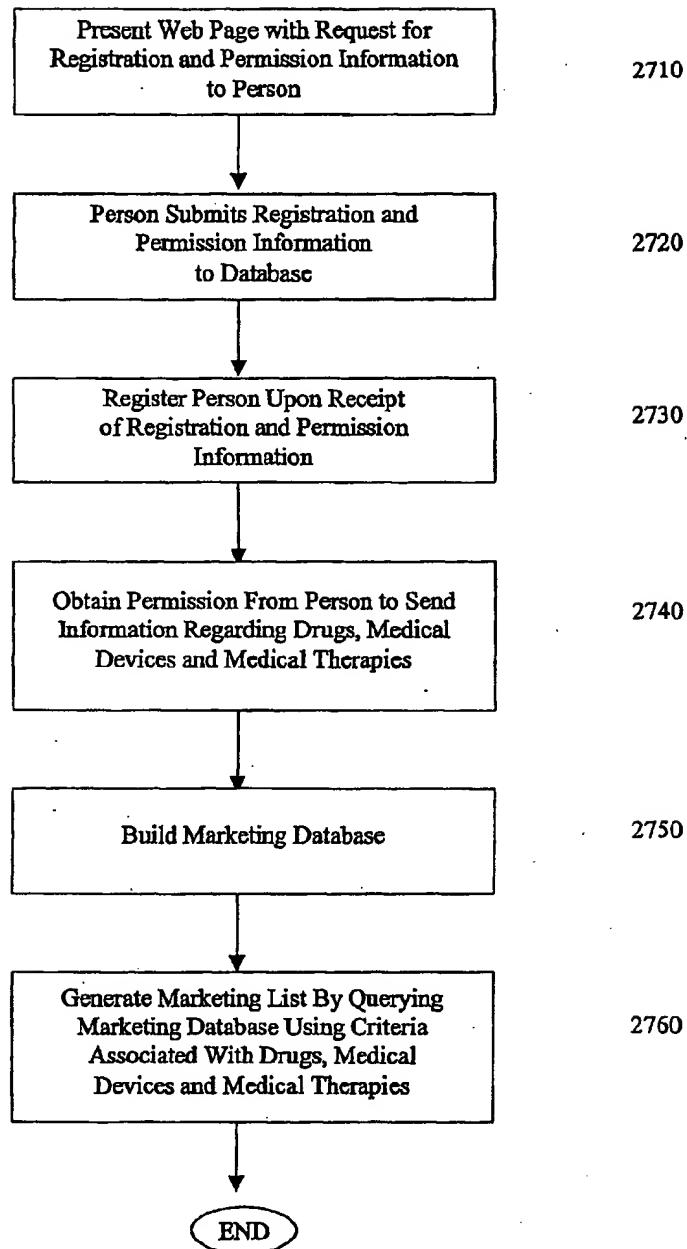 Present Web Page with Request for
Registration and Permission Information
to Person
2710
Person Submits Registration and
Permission Information
to Database
2720
Register Person Upon Receipt
of Registration and Permission
Information
2730
Obtain Permission From Person to Send
Information Regarding Drugs, Medical
Devices and Medical Therapies
2740
Build Marketing Database
2750
Generate Marketing List By Querying
Marketing Database Using Criteria
Associated With Drugs, Medical
Devices and Medical Therapies
2760
END